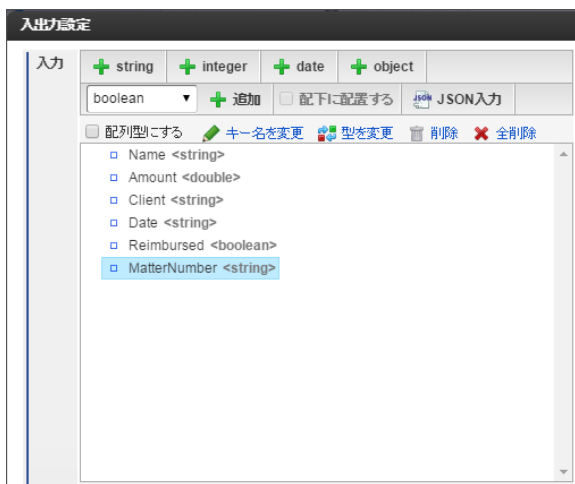 入出力設定
入力
string integer date object
boolean 追加 配下に配置する JSON JSON入力
配列型にする キー名を変更 型を変更 削除 全削除
Name <string>
Amount <double>
Client <string>
Date <string>
Reimbursed <boolean>
MatterNumber <string>